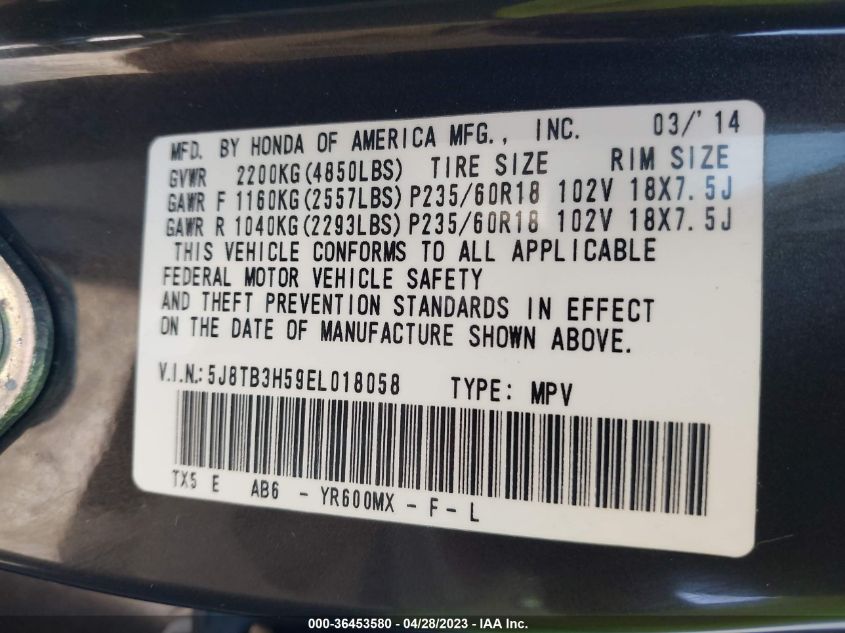 MFD. BY HONDA OF AMERICA MFG., INC. 03/'14
GVWR 2200KG(4850LBS) TIRE SIZE RIM SIZE
GAWR F 1160KG(2557LBS) P235/60R18 102V 18X7.5J
GAWR R 1040KG(2293LBS) P235/60R18 102V 18X7.5J
THIS VEHICLE CONFORMS TO ALL APPLICABLE
FEDERAL MOTOR VEHICLE SAFETY
AND THEFT PREVENTION STANDARDS IN EFFECT
ON THE DATE OF MANUFACTURE SHOWN ABOVE.
V.I.N.: 5J8TB3H59EL018058 TYPE: MPV
TX5 E AB6 - YR600MX - F - L
000-36453580 - 04/28/2023 - IAA Inc.